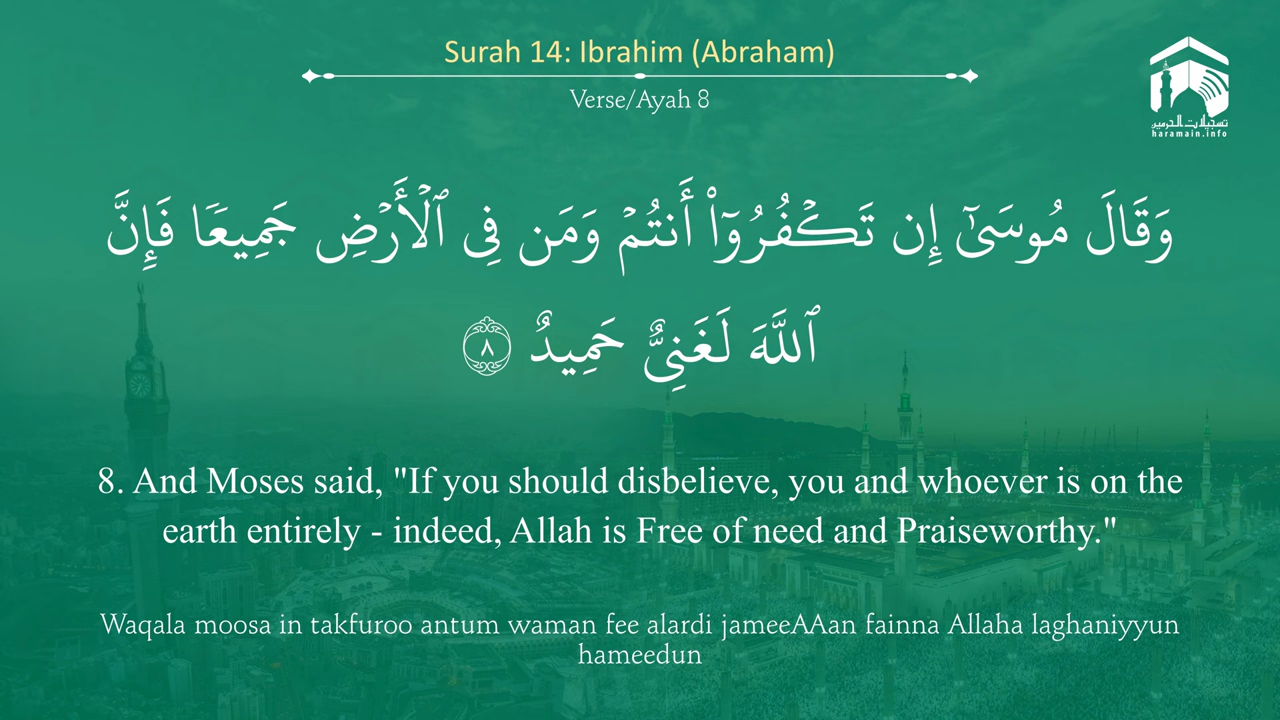 Surah 14: Ibrahim (Abraham)
Verse/Ayah 8
تسجيلات الحرمين
haramain.info
وَقَالَ مُوسَىٰٓ إِن تَكْفُرُوٓا۟ أَنتُمْ وَمَن فِى ٱلْأَرْضِ جَمِيعًا فَإِنَّ
ٱللَّهَ لَغَنِىٌّ حَمِيدٌ ٨
8. And Moses said, "If you should disbelieve, you and whoever is on the
earth entirely - indeed, Allah is Free of need and Praiseworthy."
Waqala moosa in takfuroo antum waman fee alardi jameeAAan fainna Allaha laghaniyyun
hameedun